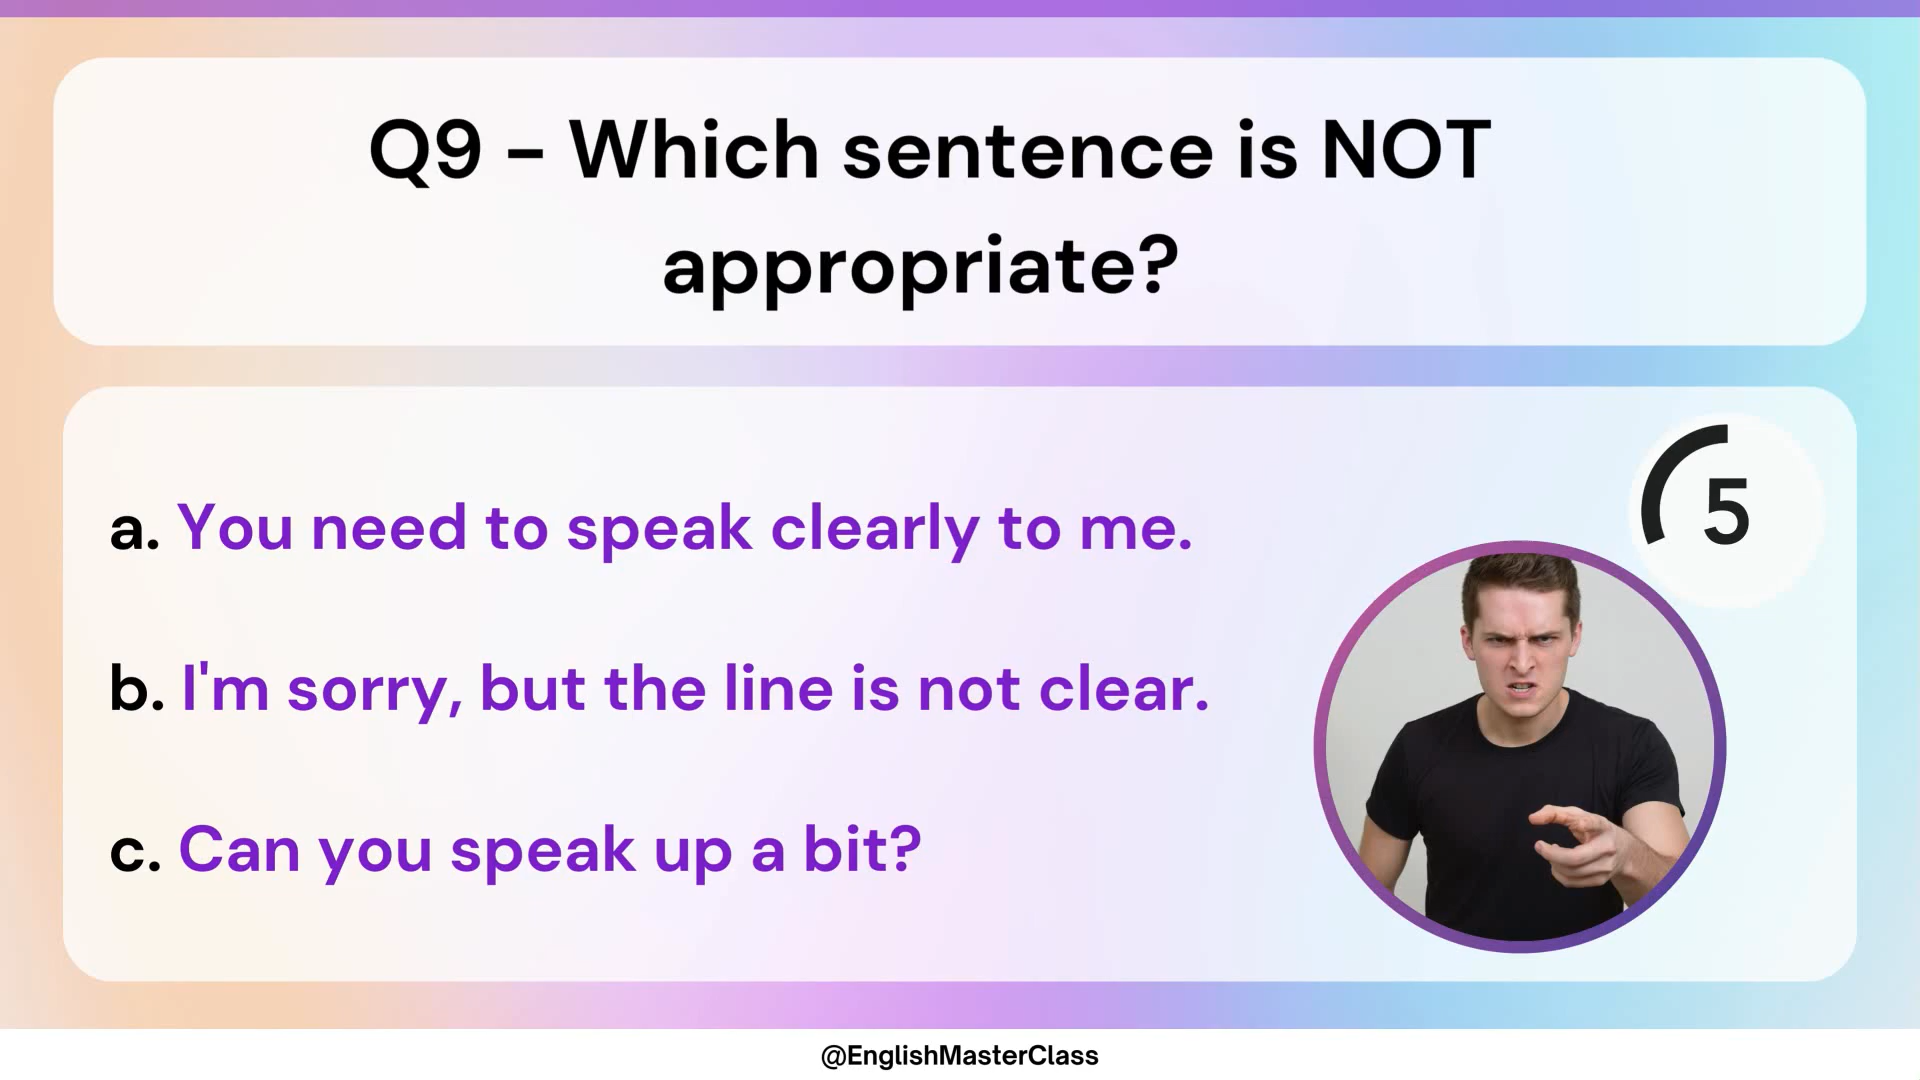 Q9 - Which sentence is NOT
appropriate?
5
a. You need to speak clearly to me.
b. I'm sorry, but the line is not clear.
c. Can you speak up a bit?
@EnglishMasterClass